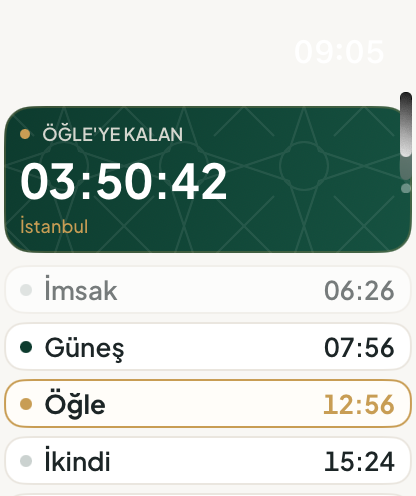 09:05
ÖĞLE'YE KALAN
03:50:42
İstanbul
İmsak 06:26
Güneş 07:56
Öğle 12:56
İkindi 15:24